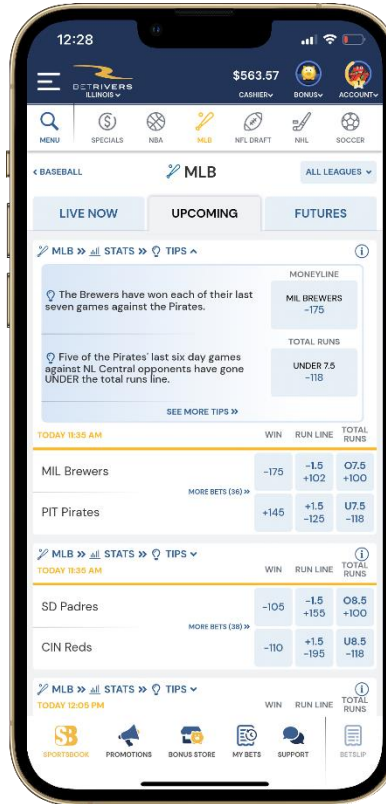 12:28
BETRIVERS
ILLINOIS
$563.57
CASHIER
BONUS
ACCOUNT
MENU
SPECIALS
NBA
MLB
NFL DRAFT
NHL
SOCCER
< BASEBALL
MLB
ALL LEAGUES
LIVE NOW
UPCOMING
FUTURES
MLB » STATS » TIPS
MONEYLINE
The Brewers have won each of their last
seven games against the Pirates.
MIL BREWERS
-175
TOTAL RUNS
Five of the Pirates' last six day games
against NL Central opponents have gone
UNDER the total runs line.
UNDER 7.5
-118
SEE MORE TIPS »
TODAY 11:35 AM WIN RUN LINE TOTAL
RUNS
MIL Brewers -175 -1.5 O7.5
+102 +100
MORE BETS (36) »
PIT Pirates +145 +1.5 U7.5
-125 -118
MLB » STATS » TIPS
TODAY 11:35 AM WIN RUN LINE TOTAL
RUNS
SD Padres -105 -1.5 O8.5
+155 +100
MORE BETS (38) »
CIN Reds -110 +1.5 U8.5
-195 -118
MLB » STATS » TIPS
TODAY 12:05 PM WIN RUN LINE TOTAL
RUNS
SB
SPORTSBOOK
PROMOTIONS
BONUS STORE
MY BETS
SUPPORT
BETSLIP